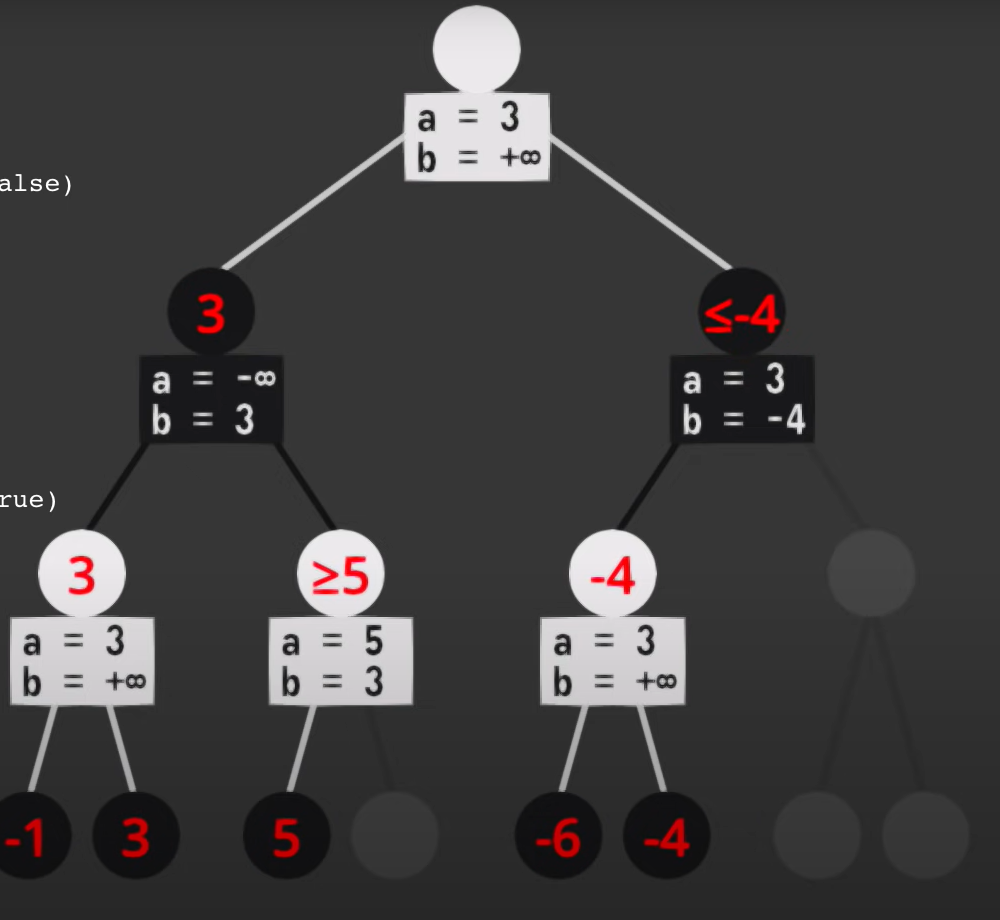 a = 3
b = +∞
alse)
3
≤-4
a = -∞
b = 3
a = 3
b = -4
rue)
3
≥5
-4
a = 3
b = +∞
a = 5
b = 3
a = 3
b = +∞
-1
3
5
-6
-4